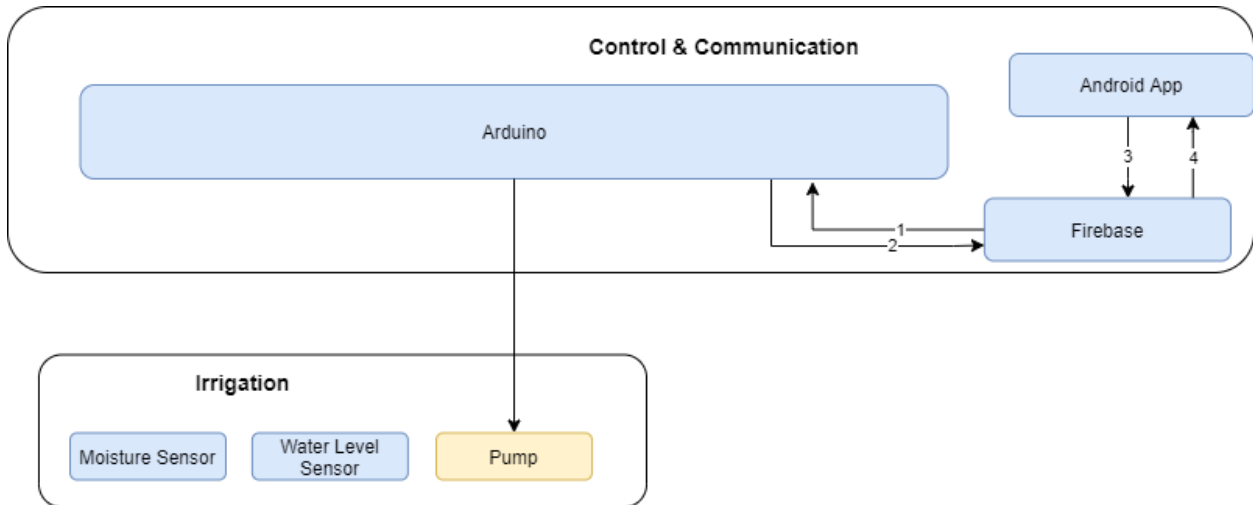 Control & Communication
Android App
Arduino
3
4
1
2
Firebase
Irrigation
Moisture Sensor
Water Level
Sensor
Pump